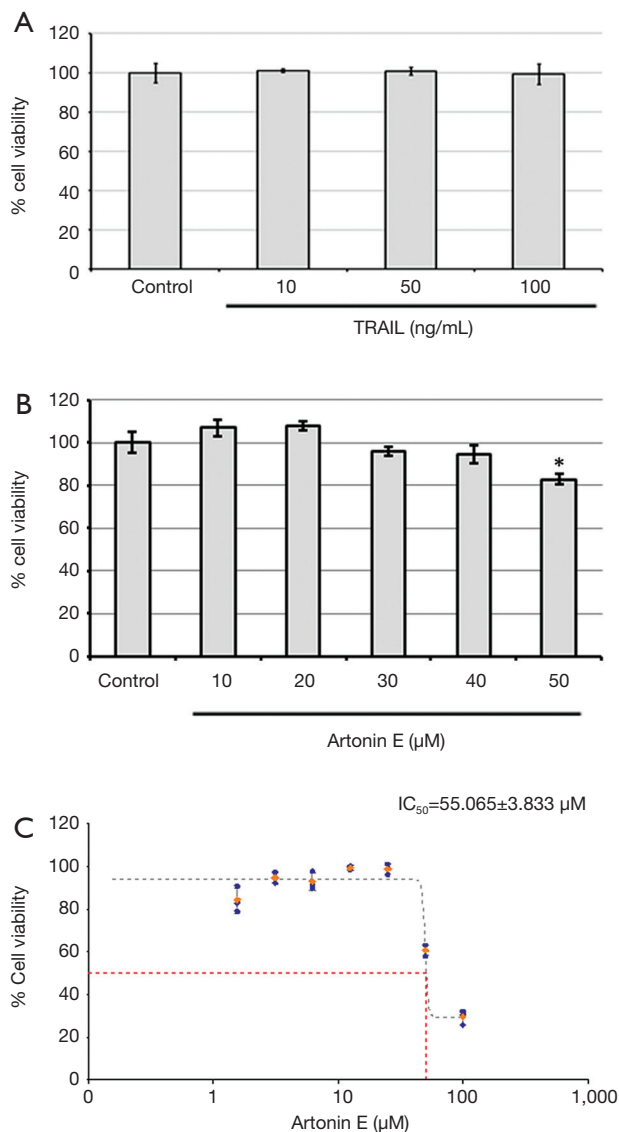 A
120
100
80
60
40
20
0
% cell viability
Control 10 50 100
TRAIL (ng/mL)
B
120
100
80
60
40
20
0
% cell viability
*
Control 10 20 30 40 50
Artonin E (µM)
C
IC50=55.065±3.833 µM
120
100
80
60
40
20
0
% Cell viability
0 1 10 100 1,000
Artonin E (µM)